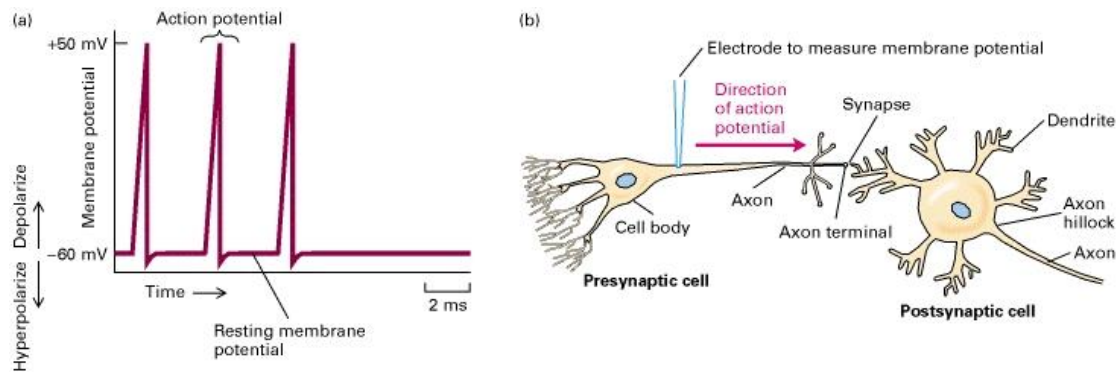 (a)
Action potential
+50 mV
Membrane potential
Depolarize
Hyperpolarize
–60 mV
Time
2 ms
Resting membrane
potential
(b)
Electrode to measure membrane potential
Direction
of action
potential
Synapse
Dendrite
Axon
Cell body
Axon terminal
Axon
hillock
Axon
Presynaptic cell
Postsynaptic cell